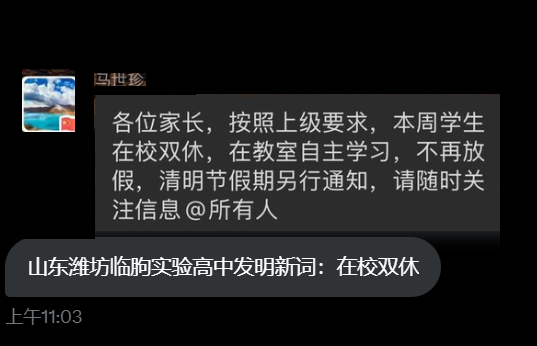 马世珍
各位家长，按照上级要求，本周学生
在校双休，在教室自主学习，不再放
假，清明节假期另行通知，请随时关
注信息@所有人
山东潍坊临朐实验高中发明新词：在校双休
上午11:03